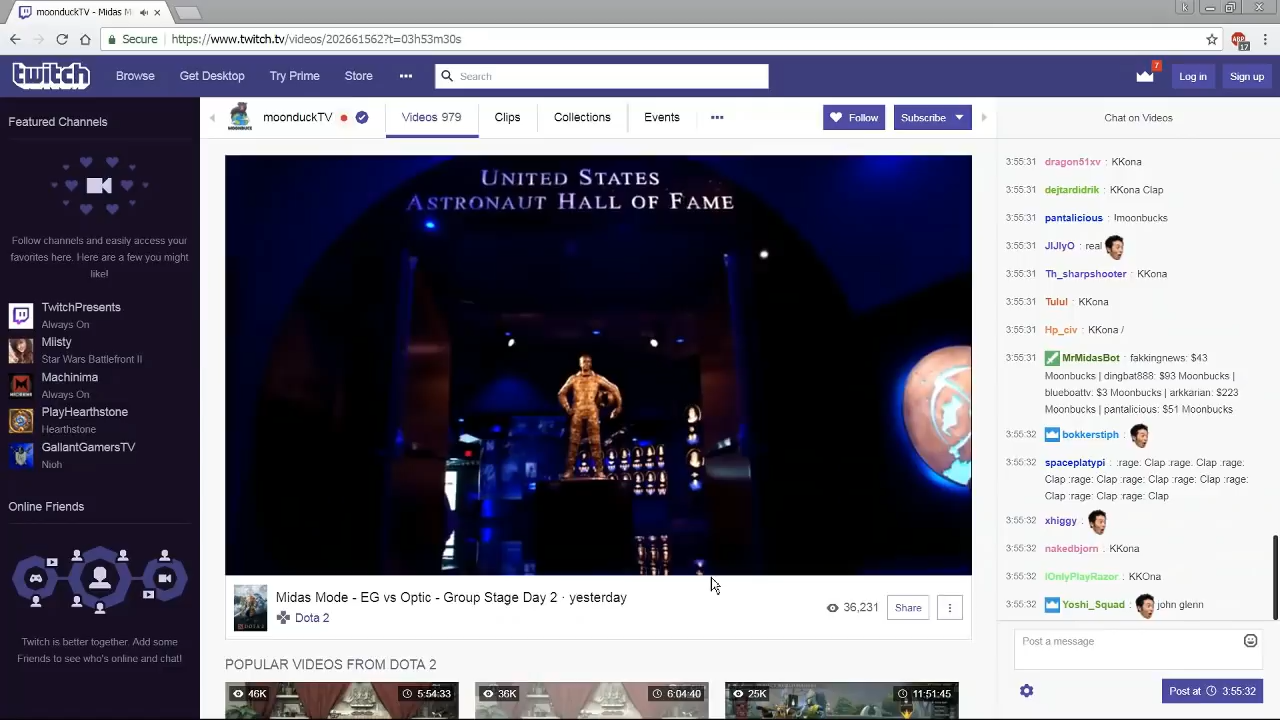 moonduckTV - Midas M
Secure https://www.twitch.tv/videos/202661562?t=03h53m30s
17
twitch
Browse
Get Desktop
Try Prime
Store
Search
7
Log in
Sign up
Featured Channels
Follow channels and easily access your
favorites here. Here are a few you might
like!
TwitchPresents
Always On
Miisty
Star Wars Battlefront II
Machinima
Always On
PlayHearthstone
Hearthstone
GallantGamersTV
Nioh
Online Friends
Twitch is better together. Add some
Friends to see who's online and chat!
moonduckTV
Videos 979
Clips
Collections
Events
Follow
Subscribe
UNITED STATES
ASTRONAUT HALL OF FAME
Midas Mode - EG vs Optic - Group Stage Day 2 · yesterday
Dota 2
36,231
Share
POPULAR VIDEOS FROM DOTA 2
46K
5:54:33
36K
6:04:40
25K
11:51:45
Chat on Videos
3:55:31 dragon51xv : KKona
3:55:31 dejtardidrik : KKona Clap
3:55:31 pantalicious : !moonbucks
3:55:31 JIJIyO : real
3:55:31 Th_sharpshooter : KKona
3:55:31 Tulul : KKona
3:55:31 Hp_civ : KKona /
3:55:31 MrMidasBot : fakkingnews: $43
Moonbucks | dingbat888: $93 Moonbucks |
blueboattv: $3 Moonbucks | arkkarian: $223
Moonbucks | pantalicious: $51 Moonbucks
3:55:32 bokkerstiph :
3:55:32 spaceplatypi : :rage: Clap :rage: Clap :rage:
Clap :rage: Clap :rage: Clap :rage: Clap :rage:
Clap :rage: Clap :rage: Clap
3:55:32 xhiggy :
3:55:32 nakedbjorn : KKona
3:55:32 IOnlyPlayRazor : KKOna
3:55:32 Yoshi_Squad : john glenn
Post a message